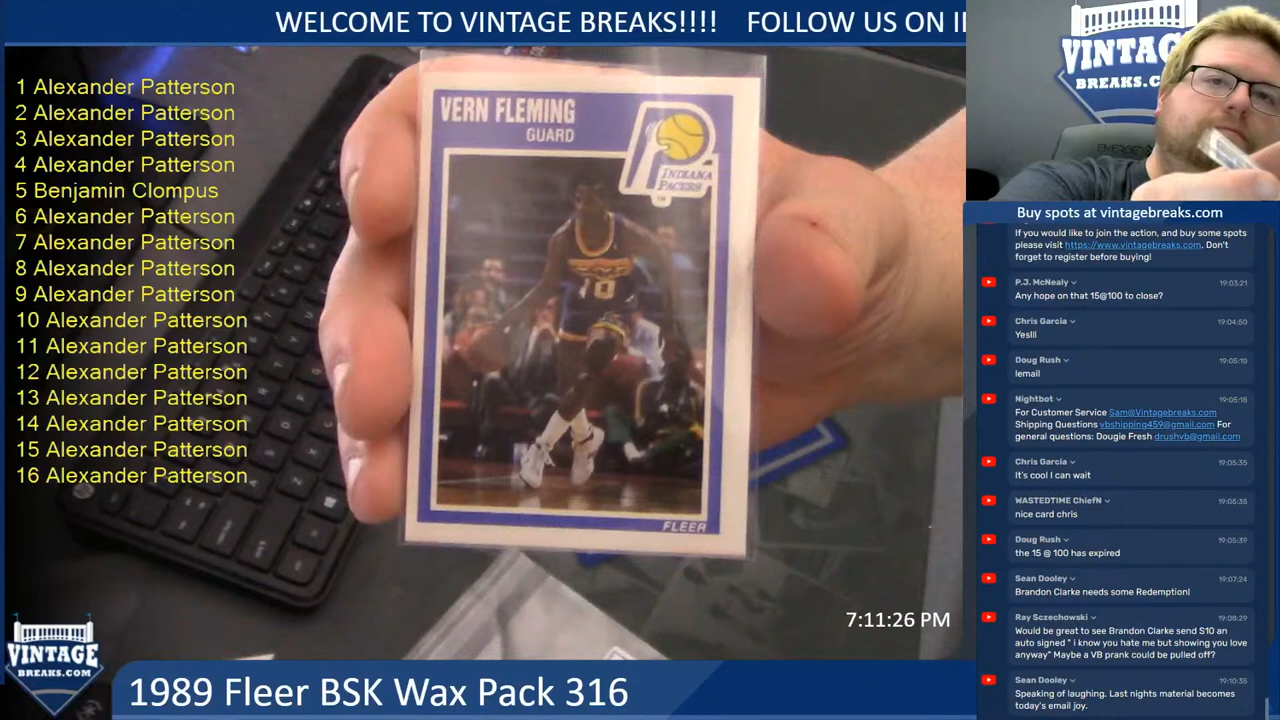 WELCOME TO VINTAGE BREAKS!!!! FOLLOW US ON I
1 Alexander Patterson
2 Alexander Patterson
3 Alexander Patterson
4 Alexander Patterson
5 Benjamin Clompus
6 Alexander Patterson
7 Alexander Patterson
8 Alexander Patterson
9 Alexander Patterson
10 Alexander Patterson
11 Alexander Patterson
12 Alexander Patterson
13 Alexander Patterson
14 Alexander Patterson
15 Alexander Patterson
16 Alexander Patterson
VERN FLEMING
GUARD
INDIANA
PACERS
10
FLEER
7:11:26 PM
VINTAGE
BREAKS.COM
1989 Fleer BSK Wax Pack 316
VINTAGE
BREAKS.C
Buy spots at vintagebreaks.com
If you would like to join the action, and buy some spots
please visit https://www.vintagebreaks.com. Don't
forget to register before buying!
P.J. McNealy 19:03:21
Any hope on that 15@100 to close?
Chris Garcia 19:04:50
Yeslll
Doug Rush 19:05:10
lemail
Nightbot 19:05:18
For Customer Service Sam@Vintagebreaks.com
Shipping Questions vbshipping459@gmail.com For
general questions: Dougie Fresh drushvb@gmail.com
Chris Garcia 19:05:35
It's cool I can wait
WASTEDTIME ChiefN 19:05:35
nice card chris
Doug Rush 19:05:39
the 15 @ 100 has expired
Sean Dooley 19:07:24
Brandon Clarke needs some Redemption!
Ray Sczechowski 19:08:29
Would be great to see Brandon Clarke send S10 an
auto signed " i know you hate me but showing you love
anyway" Maybe a VB prank could be pulled off?
Sean Dooley 19:10:35
Speaking of laughing. Last nights material becomes
today's email joy.